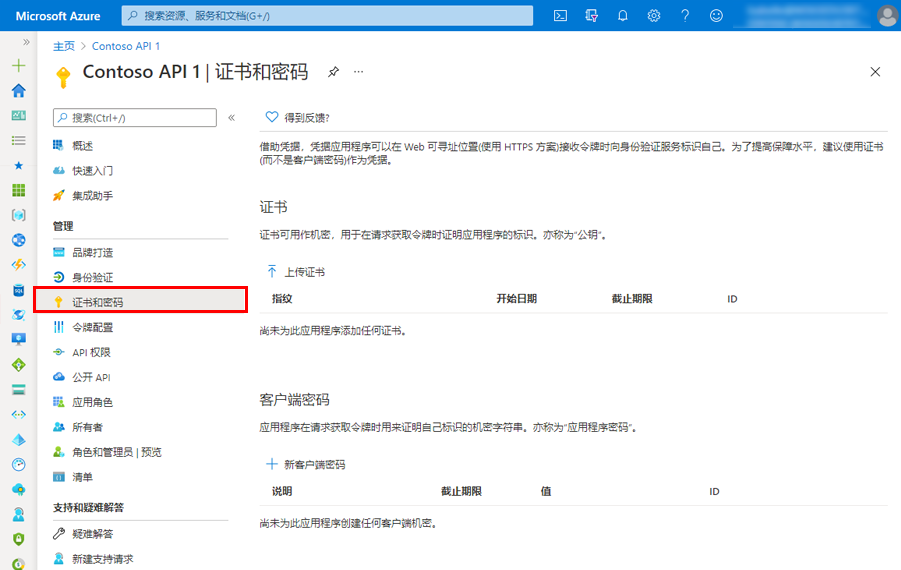 Microsoft Azure
搜索资源、服务和文档(G+/)
主页 > Contoso API 1
Contoso API 1 | 证书和密码
搜索(Ctrl+/)
概述
快速入门
集成助手
管理
品牌打造
身份验证
证书和密码
令牌配置
API 权限
公开 API
应用角色
所有者
角色和管理员 | 预览
清单
支持和疑难解答
疑难解答
新建支持请求
得到反馈?
借助凭据，凭据应用程序可以在 Web 可寻址位置(使用 HTTPS 方案)接收令牌时向身份验证服务标识自己。为了提高保障水平，建议使用证书
(而不是客户端密码)作为凭据。
证书
证书可用作机密，用于在请求获取令牌时证明应用程序的标识。亦称为“公钥”。
上传证书
指纹 开始日期 截止期限 ID
尚未为此应用程序添加任何证书。
客户端密码
应用程序在请求获取令牌时用来证明自己标识的机密字符串。亦称为“应用程序密码”。
新客户端密码
说明 截止期限 值 ID
尚未为此应用程序创建任何客户端机密。